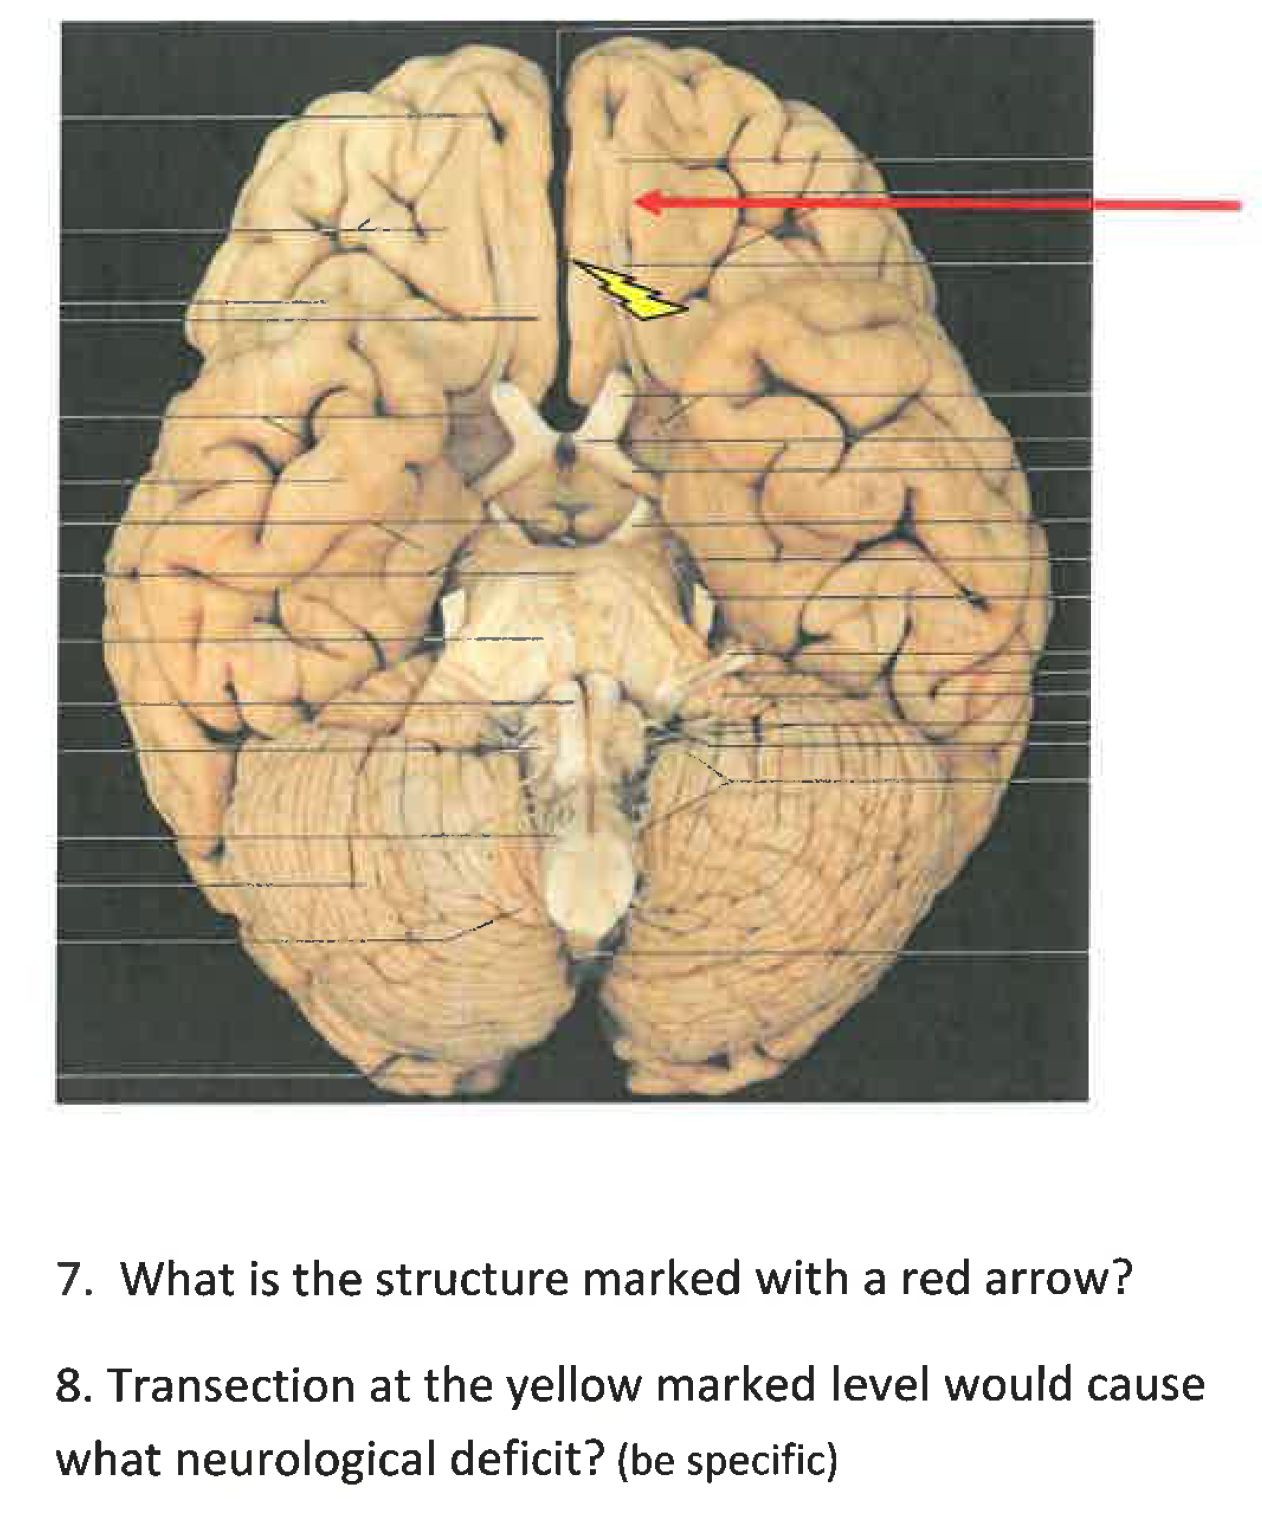 7. What is the structure marked with a red arrow?
8. Transection at the yellow marked level would cause
what neurological deficit? (be specific)